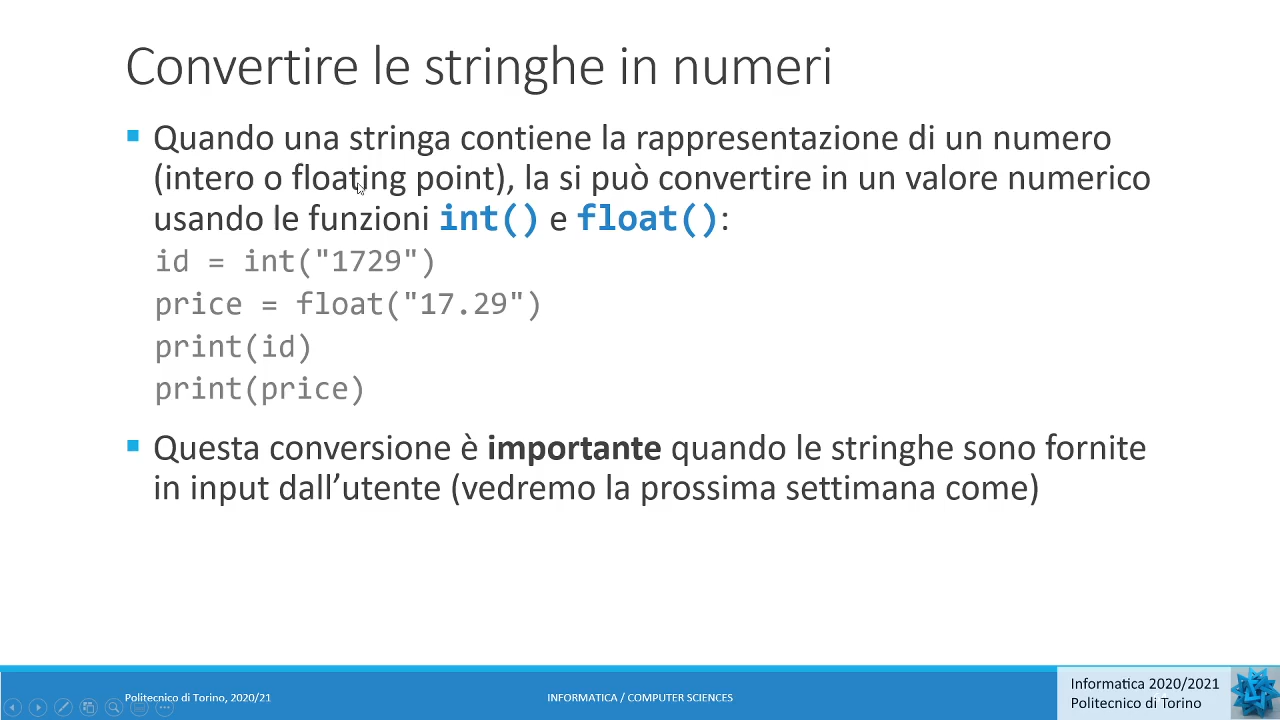 Convertire le stringhe in numeri
Quando una stringa contiene la rappresentazione di un numero
(intero o floating point), la si può convertire in un valore numerico
usando le funzioni int() e float():
id = int("1729")
price = float("17.29")
print(id)
print(price)
Questa conversione è importante quando le stringhe sono fornite
in input dall’utente (vedremo la prossima settimana come)
Politecnico di Torino, 2020/21
INFORMATICA / COMPUTER SCIENCES
Informatica 2020/2021
Politecnico di Torino